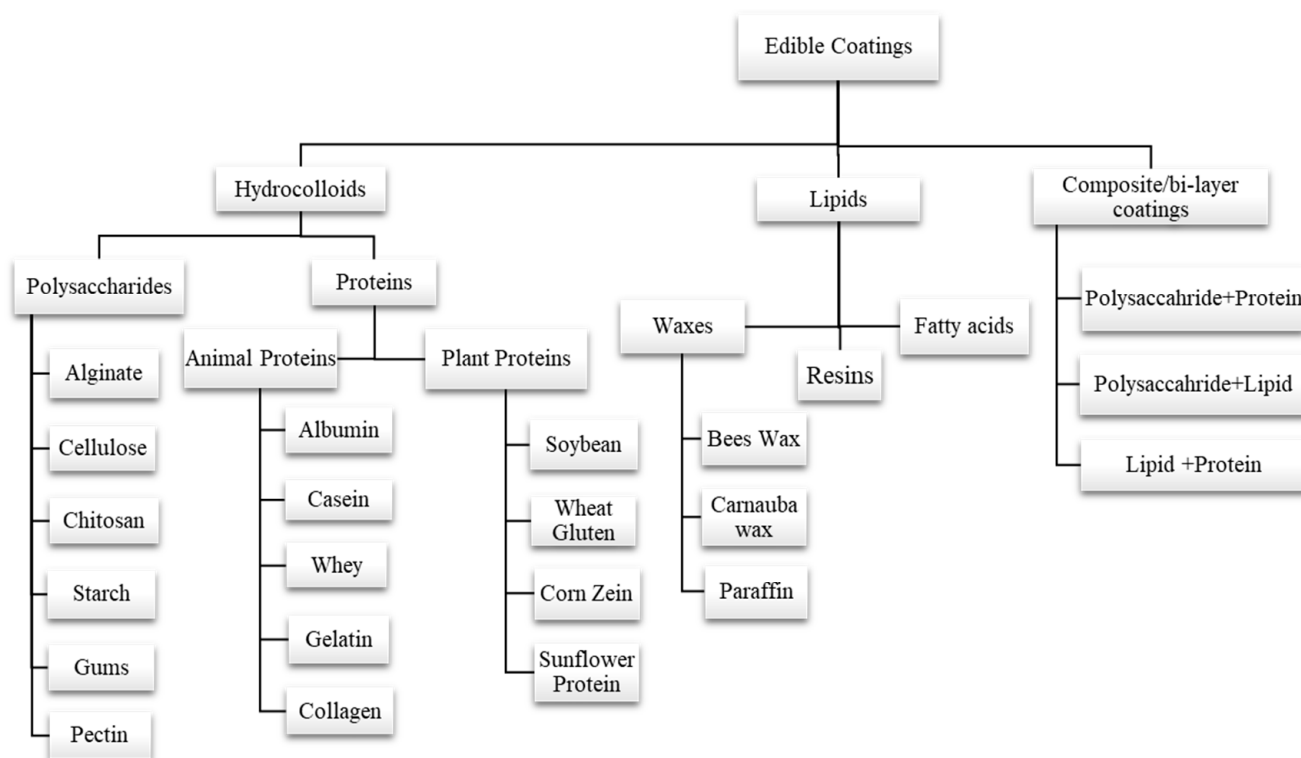 Edible Coatings
Hydrocolloids
Lipids
Composite/bi-layer
coatings
Polysaccharides
Proteins
Animal Proteins
Plant Proteins
Alginate
Cellulose
Chitosan
Starch
Gums
Pectin
Albumin
Casein
Whey
Gelatin
Collagen
Soybean
Wheat
Gluten
Corn Zein
Sunflower
Protein
Waxes
Resins
Fatty acids
Bees Wax
Carnauba
wax
Paraffin
Polysaccahride+Protein
Polysaccahride+Lipid
Lipid +Protein